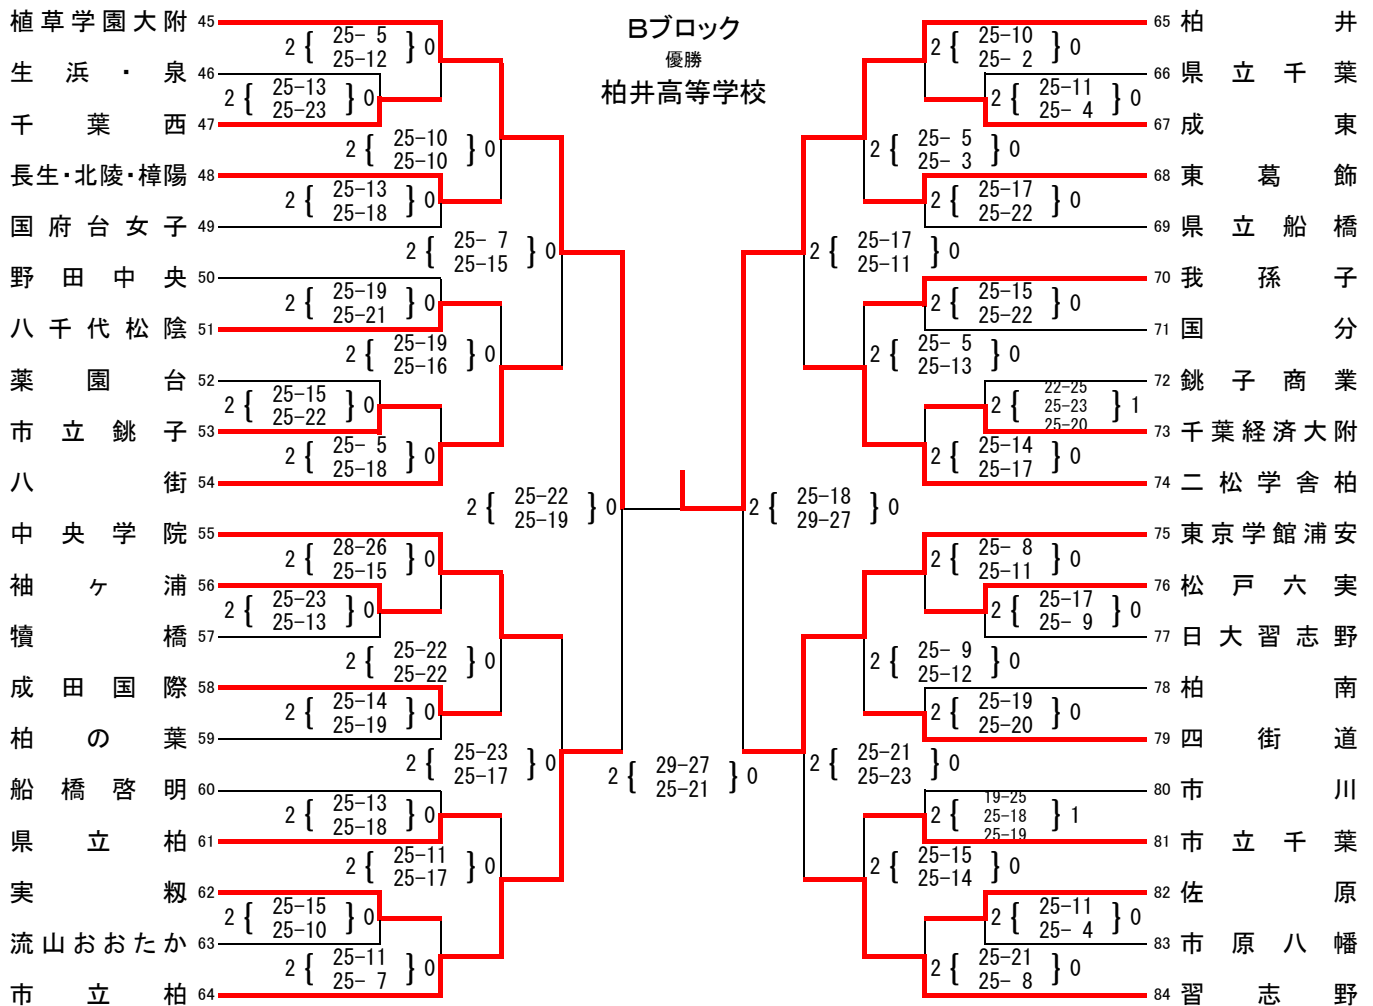 Bブロック
優勝
柏井高等学校
植草学園大附 45
2 { 25- 5 } 0
25-12
生浜・泉 46
2 { 25-13 } 0
25-23
千葉西 47
2 { 25-10 } 0
25-10
長生・北陵・樟陽 48
2 { 25-13 } 0
25-18
国府台女子 49
2 { 25- 7 } 0
25-15
野田中央 50
2 { 25-19 } 0
25-21
八千代松陰 51
2 { 25-19 } 0
25-16
薬園台 52
2 { 25-15 } 0
25-22
市立銚子 53
2 { 25- 5 } 0
25-18
八街 54
2 { 25-22 } 0
25-19
中央学院 55
2 { 28-26 } 0
25-15
袖ヶ浦 56
2 { 25-23 } 0
25-13
犢橋 57
2 { 25-22 } 0
25-22
成田国際 58
2 { 25-14 } 0
25-19
柏の葉 59
2 { 25-23 } 0
25-17
船橋啓明 60
2 { 25-13 } 0
25-18
県立柏 61
2 { 25-11 } 0
25-17
実籾 62
2 { 25-15 } 0
25-10
流山おおたか 63
2 { 25-11 } 0
25- 7
市立柏 64
2 { 29-27 } 0
25-21
65 柏井
2 { 25-10 } 0
25- 2
66 県立千葉
2 { 25-11 } 0
25- 4
67 成東
2 { 25- 5 } 0
25- 3
68 東葛飾
2 { 25-17 } 0
25-22
69 県立船橋
2 { 25-17 } 0
25-11
70 我孫子
2 { 25-15 } 0
25-22
71 国分
2 { 25- 5 } 0
25-13
72 銚子商業
22-25
2 { 25-23 } 1
25-20
73 千葉経済大附
2 { 25-14 } 0
25-17
74 二松学舎柏
2 { 25-18 } 0
29-27
75 東京学館浦安
2 { 25- 8 } 0
25-11
76 松戸六実
2 { 25-17 } 0
25- 9
77 日大習志野
2 { 25- 9 } 0
25-12
78 柏南
2 { 25-19 } 0
25-20
79 四街道
2 { 25-21 } 0
25-23
80 市川
19-25
2 { 25-18 } 1
25-19
81 市立千葉
2 { 25-15 } 0
25-14
82 佐原
2 { 25-11 } 0
25- 4
83 市原八幡
2 { 25-21 } 0
25- 8
84 習志野